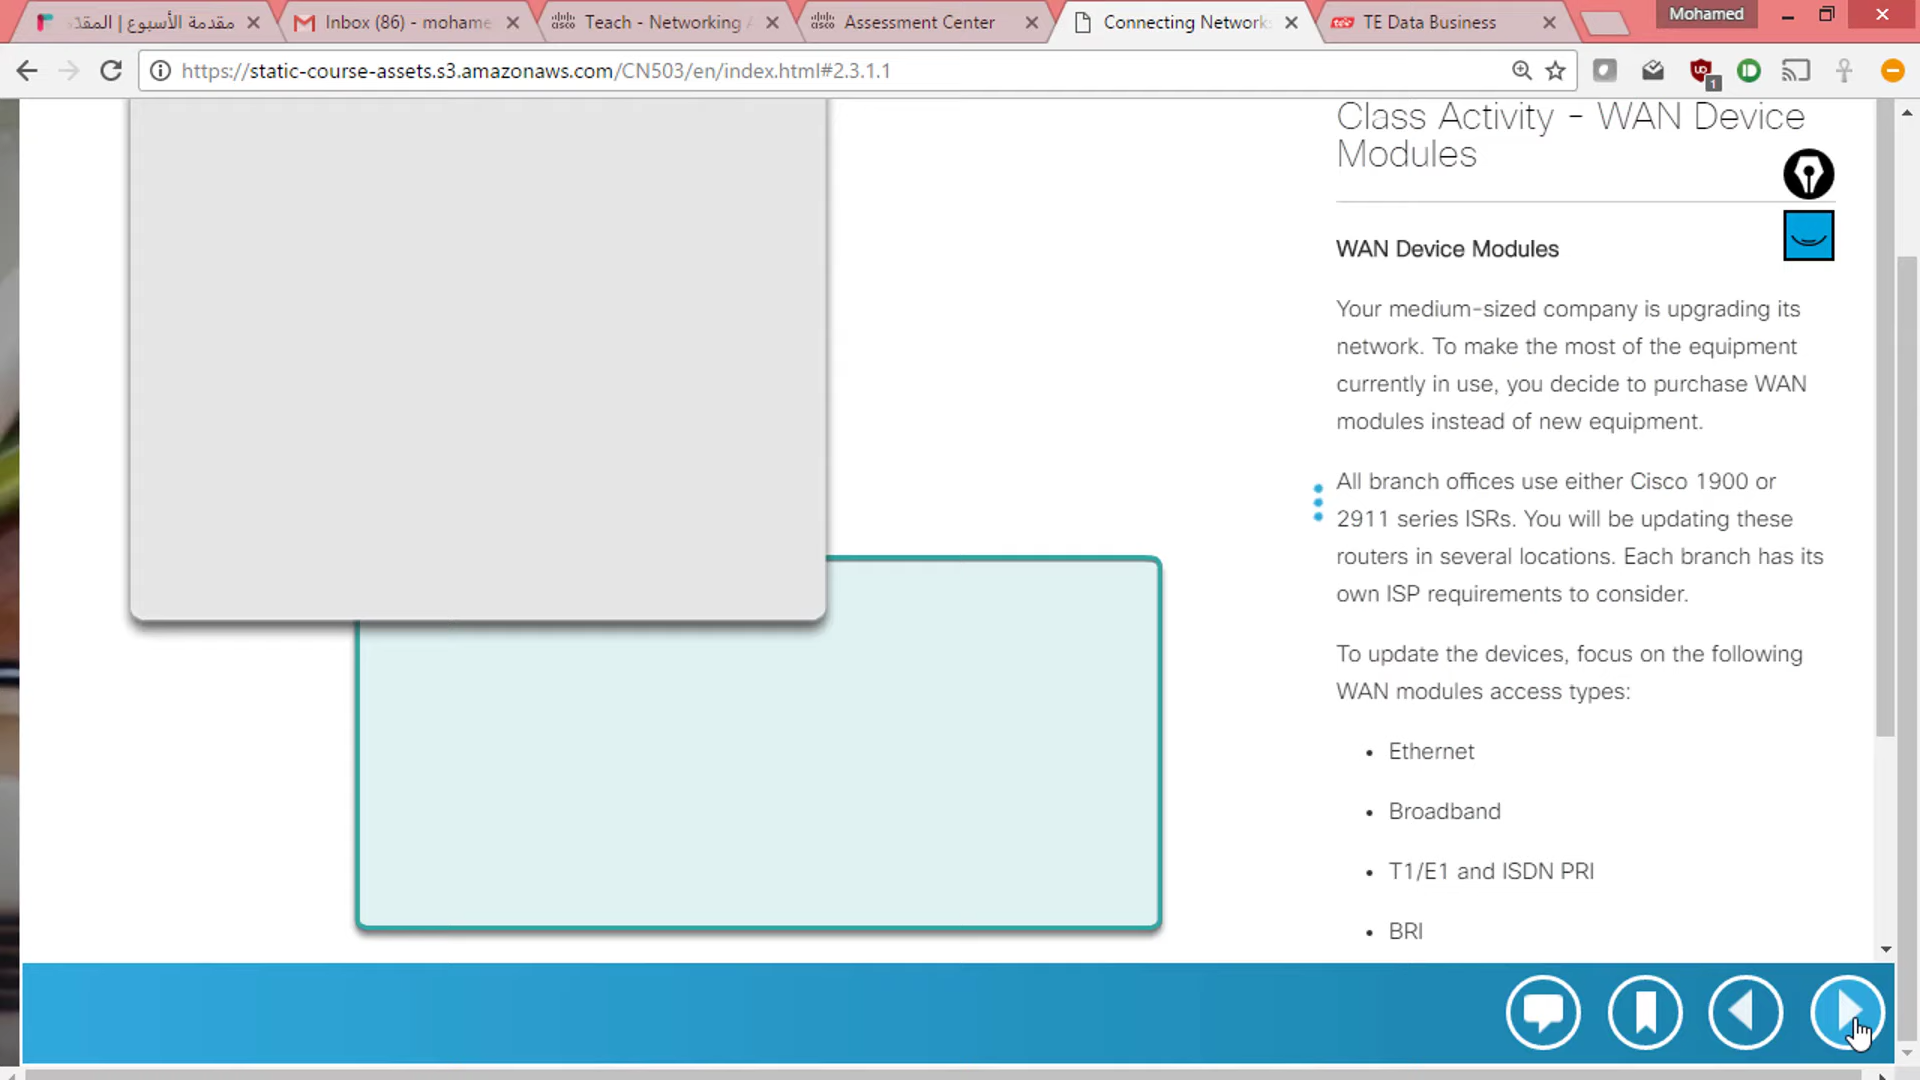 مقدمة الأسبوع | المقدّ
Inbox (86) - mohame
Teach - Networking A
Assessment Center
Connecting Network
TE Data Business
Mohamed
https://static-course-assets.s3.amazonaws.com/CN503/en/index.html#2.3.1.1
Class Activity - WAN Device
Modules
WAN Device Modules
Your medium-sized company is upgrading its
network. To make the most of the equipment
currently in use, you decide to purchase WAN
modules instead of new equipment.
All branch offices use either Cisco 1900 or
2911 series ISRs. You will be updating these
routers in several locations. Each branch has its
own ISP requirements to consider.
To update the devices, focus on the following
WAN modules access types:
• Ethernet
• Broadband
• T1/E1 and ISDN PRI
• BRI